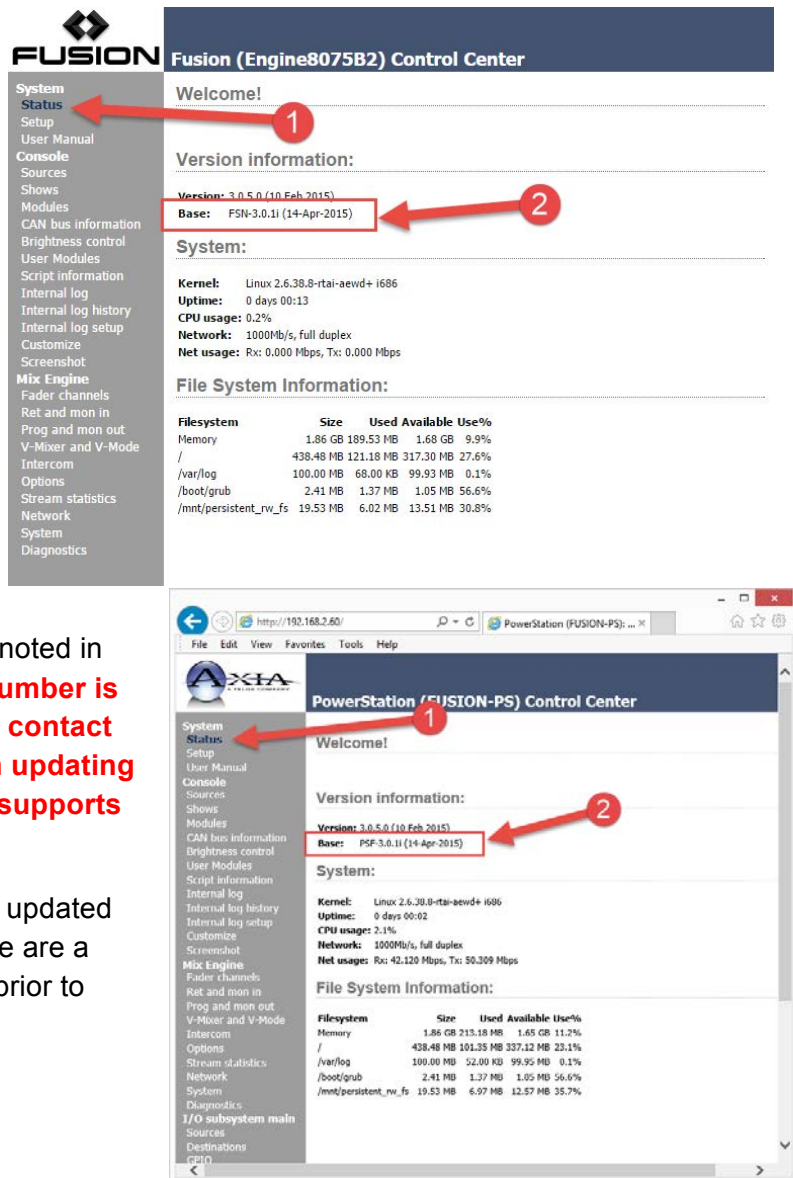 FUSION
Fusion (Engine8075B2) Control Center
System
Status
Setup
User Manual
Console
Sources
Shows
Modules
CAN bus information
Brightness control
User Modules
Script information
Internal log
Internal log history
Internal log setup
Customize
Screenshot
Mix Engine
Fader channels
Ret and mon in
Prog and mon out
V-Mixer and V-Mode
Intercom
Options
Stream statistics
Network
System
Diagnostics
Welcome!
1
Version information:
Version: 3.0.5.0 (10 Feb 2015)
Base: FSN-3.0.1i (14-Apr-2015)
2
System:
Kernel: Linux 2.6.38.8-rtai-aewd+ i686
Uptime: 0 days 00:13
CPU usage: 0.2%
Network: 1000Mb/s, full duplex
Net usage: Rx: 0.000 Mbps, Tx: 0.000 Mbps
File System Information:
Filesystem Size Used Available Use%
Memory 1.86 GB 189.53 MB 1.68 GB 9.9%
/ 438.48 MB 121.18 MB 317.30 MB 27.6%
/var/log 100.00 MB 68.00 KB 99.93 MB 0.1%
/boot/grub 2.41 MB 1.37 MB 1.05 MB 56.6%
/mnt/persistent_rw_fs 19.53 MB 6.02 MB 13.51 MB 30.8%
noted in
umber is
contact
updating
supports
updated
e are a
prior to
http://192.168.2.60/
PowerStation (FUSION-PS): ...
File Edit View Favorites Tools Help
AXIA
A TELOS COMPANY
PowerStation (FUSION-PS) Control Center
System
Status
Setup
User Manual
Console
Sources
Shows
Modules
CAN bus information
Brightness control
User Modules
Script information
Internal log
Internal log history
Internal log setup
Customize
Screenshot
Mix Engine
Fader channels
Ret and mon in
Prog and mon out
V-Mixer and V-Mode
Intercom
Options
Stream statistics
Network
System
Diagnostics
I/O subsystem main
Sources
Destinations
GPIO
Welcome!
1
Version information:
Version: 3.0.5.0 (10 Feb 2015)
Base: PSF-3.0.1i (14-Apr-2015)
2
System:
Kernel: Linux 2.6.38.8-rtai-aewd+ i686
Uptime: 0 days 00:02
CPU usage: 2.1%
Network: 1000Mb/s, full duplex
Net usage: Rx: 42.120 Mbps, Tx: 50.309 Mbps
File System Information:
Filesystem Size Used Available Use%
Memory 1.86 GB 213.18 MB 1.65 GB 11.2%
/ 438.48 MB 101.35 MB 337.12 MB 23.1%
/var/log 100.00 MB 52.00 KB 99.95 MB 0.1%
/boot/grub 2.41 MB 1.37 MB 1.05 MB 56.6%
/mnt/persistent_rw_fs 19.53 MB 6.97 MB 12.57 MB 35.7%